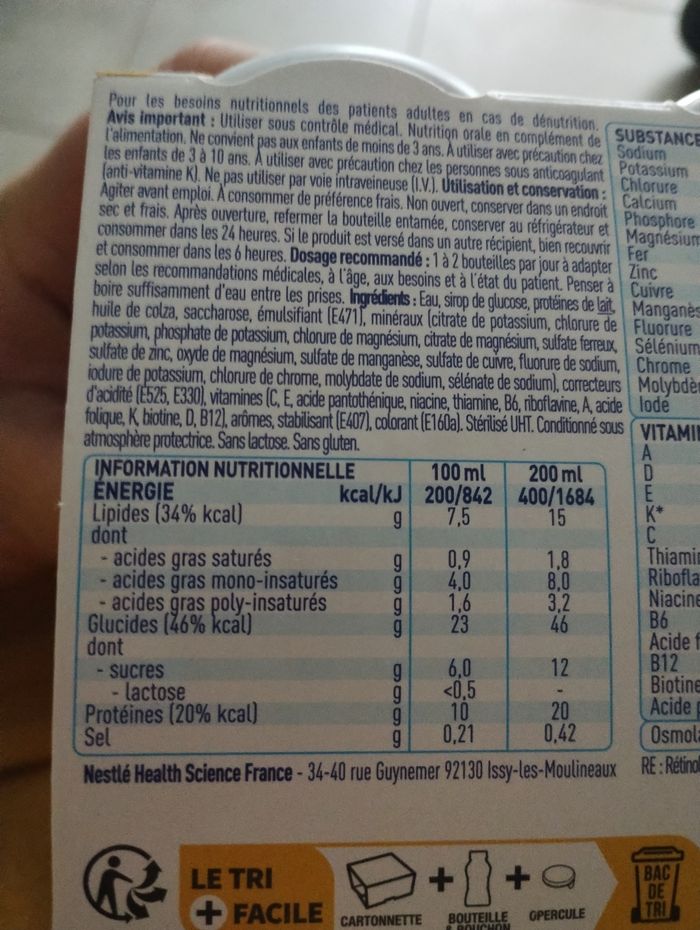 Pour les besoins nutritionnels des patients adultes en cas de dénutrition.
Avis important : Utiliser sous contrôle médical. Nutrition orale en complément de
l'alimentation. Ne convient pas aux enfants de moins de 3 ans. A utiliser avec précaution chez
les enfants de 3 à 10 ans. À utiliser avec précaution chez les personnes sous anticoagulant
(anti-vitamine K). Ne pas utiliser par voie intraveineuse (I.V.). Utilisation et conservation :
Agiter avant emploi. À consommer de préférence frais. Non ouvert, conserver dans un endroit
sec et frais. Après ouverture, refermer la bouteille entamée, conserver au réfrigérateur et
consommer dans les 24 heures. Si le produit est versé dans un autre récipient, bien recouvrir
et consommer dans les 6 heures. Dosage recommandé : 1 à 2 bouteilles par jour à adapter
selon les recommandations médicales, à l'âge, aux besoins et à l'état du patient. Penser à
boire suffisamment d'eau entre les prises. Ingrédients : Eau, sirop de glucose, protéines de lait,
huile de colza, saccharose, émulsifiant (E471), minéraux (citrate de potassium, chlorure de
potassium, phosphate de potassium, chlorure de magnésium, citrate de magnésium, sulfate ferreux,
sulfate de zinc, oxyde de magnésium, sulfate de manganèse, sulfate de cuivre, fluorure de sodium,
iodure de potassium, chlorure de chrome, molybdate de sodium, sélénate de sodium), correcteurs
d'acidité (E525, E330), vitamines (C, E, acide pantothénique, niacine, thiamine, B6, riboflavine, A, acide
folique, K, biotine, D, B12), arômes, stabilisant (E407), colorant (E160a). Stérilisé UHT. Conditionné sous
atmosphère protectrice. Sans lactose. Sans gluten.
INFORMATION NUTRITIONNELLE 100 ml 200 ml
ÉNERGIE kcal/kJ 200/842 400/1684
Lipides (34% kcal) g 7,5 15
dont
- acides gras saturés g 0,9 1,8
- acides gras mono-insaturés g 4,0 8,0
- acides gras poly-insaturés g 1,6 3,2
Glucides (46% kcal) g 23 46
dont
- sucres g 6,0 12
- lactose g <0,5 -
Protéines (20% kcal) g 10 20
Sel g 0,21 0,42
Nestlé Health Science France - 34-40 rue Guynemer 92130 Issy-les-Moulineaux
SUBSTANCE
Sodium
Potassium
Chlorure
Calcium
Phosphore
Magnésium
Fer
Zinc
Cuivre
Manganès
Fluorure
Sélénium
Chrome
Molybdè
Iode
VITAMI
A
D
E
K*
C
Thiami
Ribofla
Niacine
B6
Acide f
B12
Biotine
Acide p
Osmola
RE : Rétinol
LE TRI
+ FACILE
CARTONNETTE
+
BOUTEILLE
& BOUCHON
+
OPERCULE
BAC
DE
TRI